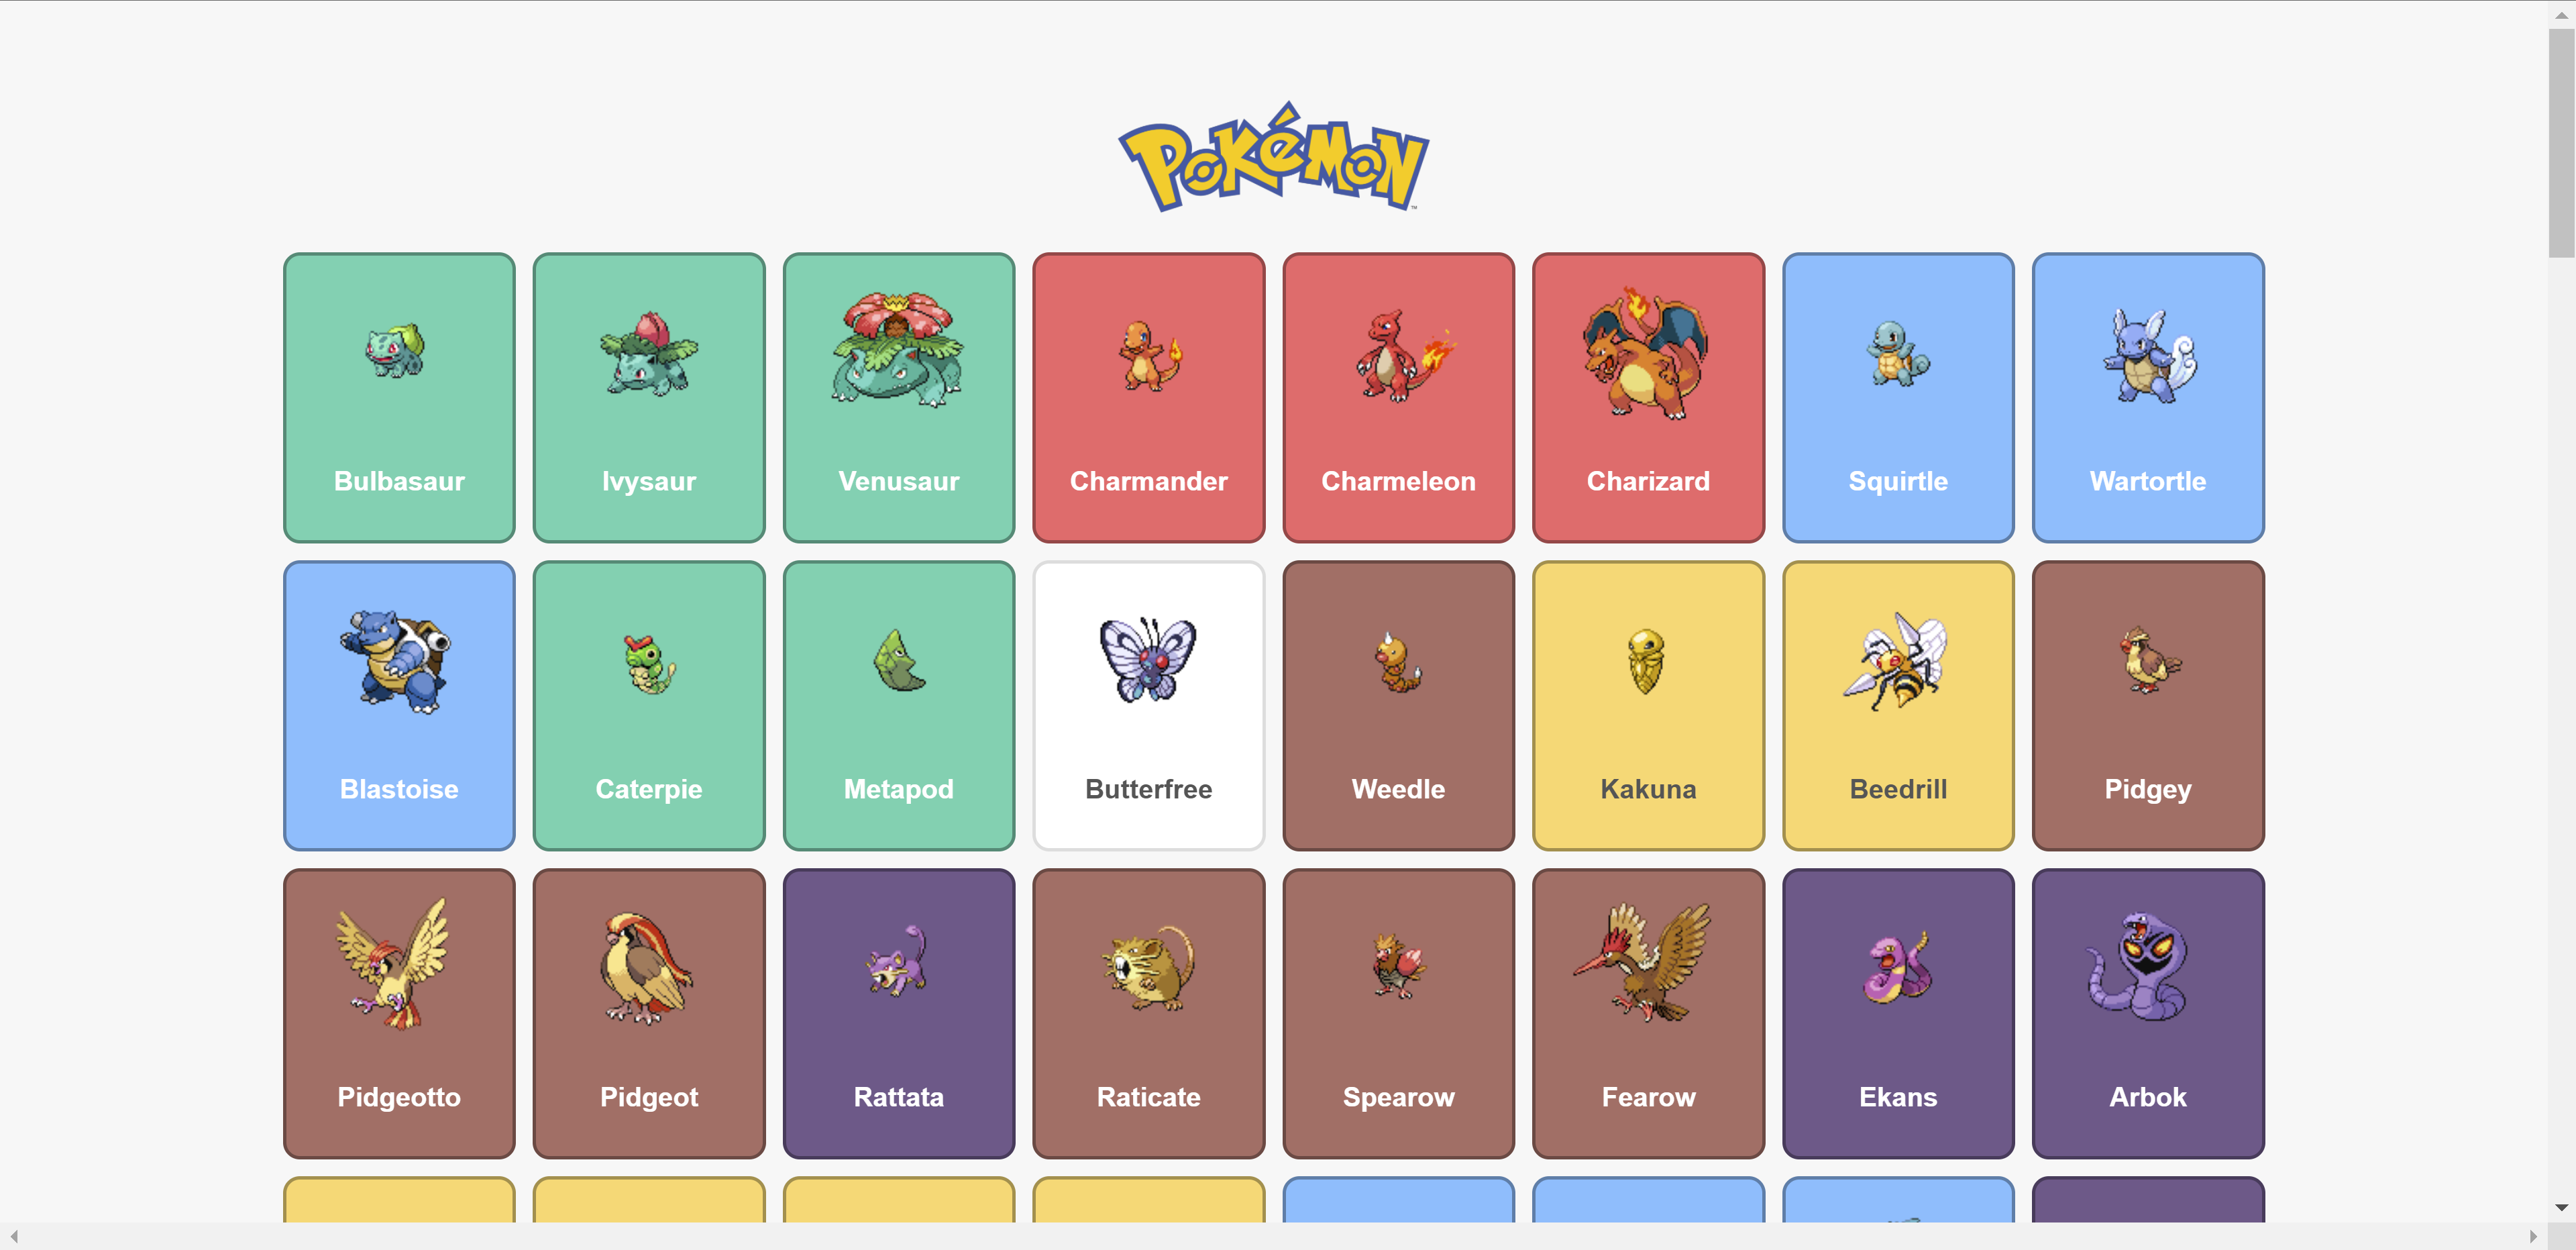 POKéMON
™
Bulbasaur
Ivysaur
Venusaur
Charmander
Charmeleon
Charizard
Squirtle
Wartortle
Blastoise
Caterpie
Metapod
Butterfree
Weedle
Kakuna
Beedrill
Pidgey
Pidgeotto
Pidgeot
Rattata
Raticate
Spearow
Fearow
Ekans
Arbok